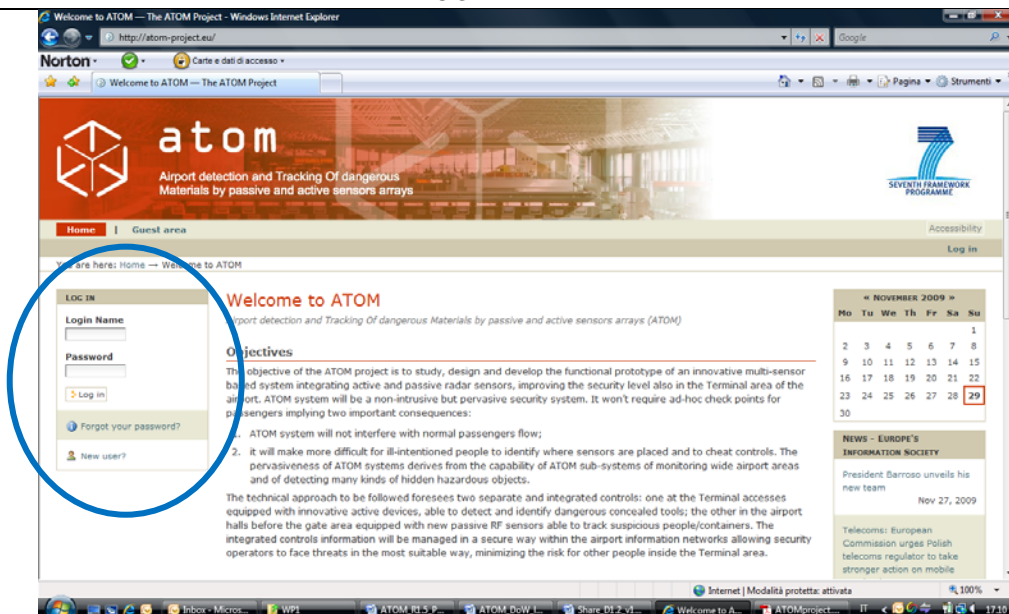 Welcome to ATOM — The ATOM Project - Windows Internet Explorer
http://atom-project.eu/
Google
Norton
Carte e dati di accesso
Welcome to ATOM — The ATOM Project
Pagina
Strumenti
atom
Airport detection and Tracking Of dangerous
Materials by passive and active sensors arrays
SEVENTH FRAMEWORK
PROGRAMME
Home | Guest area
Accessibility
Log in
You are here: Home → Welcome to ATOM
LOG IN
Login Name
Password
Log in
Forgot your password?
New user?
Welcome to ATOM
Airport detection and Tracking Of dangerous Materials by passive and active sensors arrays (ATOM)
Objectives
The objective of the ATOM project is to study, design and develop the functional prototype of an innovative multi-sensor
based system integrating active and passive radar sensors, improving the security level also in the Terminal area of the
airport. ATOM system will be a non-intrusive but pervasive security system. It won't require ad-hoc check points for
passengers implying two important consequences:
1. ATOM system will not interfere with normal passengers flow;
2. it will make more difficult for ill-intentioned people to identify where sensors are placed and to cheat controls. The
pervasiveness of ATOM systems derives from the capability of ATOM sub-systems of monitoring wide airport areas
and of detecting many kinds of hidden hazardous objects.
The technical approach to be followed foresees two separate and integrated controls: one at the Terminal accesses
equipped with innovative active devices, able to detect and identify dangerous concealed tools; the other in the airport
halls before the gate area equipped with new passive RF sensors able to track suspicious people/containers. The
integrated controls information will be managed in a secure way within the airport information networks allowing security
operators to face threats in the most suitable way, minimizing the risk for other people inside the Terminal area.
« NOVEMBER 2009 »
Mo Tu We Th Fr Sa Su
1
2 3 4 5 6 7 8
9 10 11 12 13 14 15
16 17 18 19 20 21 22
23 24 25 26 27 28 29
30
NEWS - EUROPE'S
INFORMATION SOCIETY
President Barroso unveils his
new team
Nov 27, 2009
Telecoms: European
Commission urges Polish
telecoms regulator to take
stronger action on mobile
Internet | Modalità protetta: attivata
100%
Inbox - Micros...
WP1
ATOM_R1.5_P...
ATOM_DoW_L...
Share_D1.2_v1...
Welcome to A...
ATOMproject...
IT
17.10